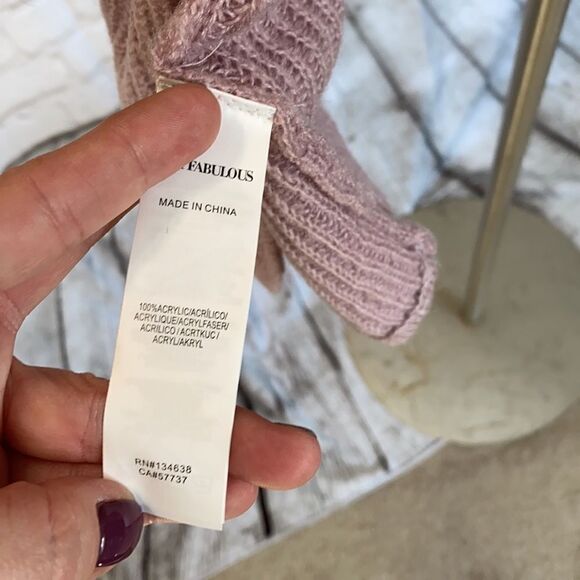 FABULOUS
MADE IN CHINA
100%ACRYLIC/ACRÍLICO/
ACRYLIQUE/ACRYLFASER/
ACRILICO/ACRTKUC/
ACRYL/AKRYL
RN#134638
CA#57737